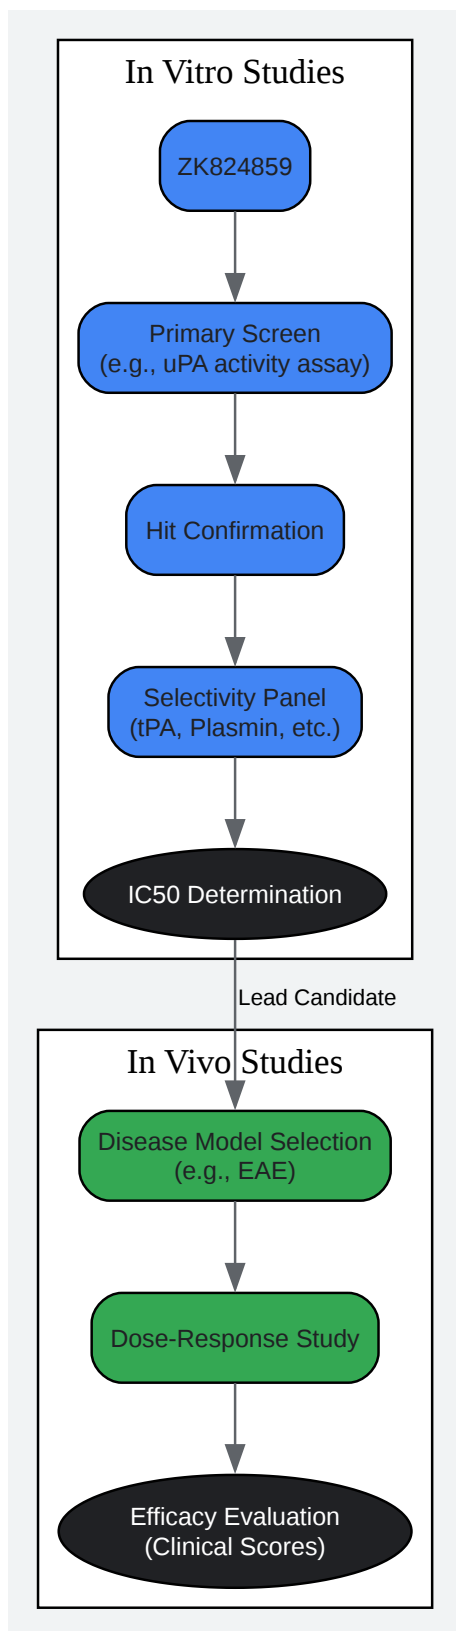 In Vitro Studies
ZK824859
Primary Screen
(e.g., uPA activity assay)
Hit Confirmation
Selectivity Panel
(tPA, Plasmin, etc.)
IC50 Determination
Lead Candidate
In Vivo Studies
Disease Model Selection
(e.g., EAE)
Dose-Response Study
Efficacy Evaluation
(Clinical Scores)